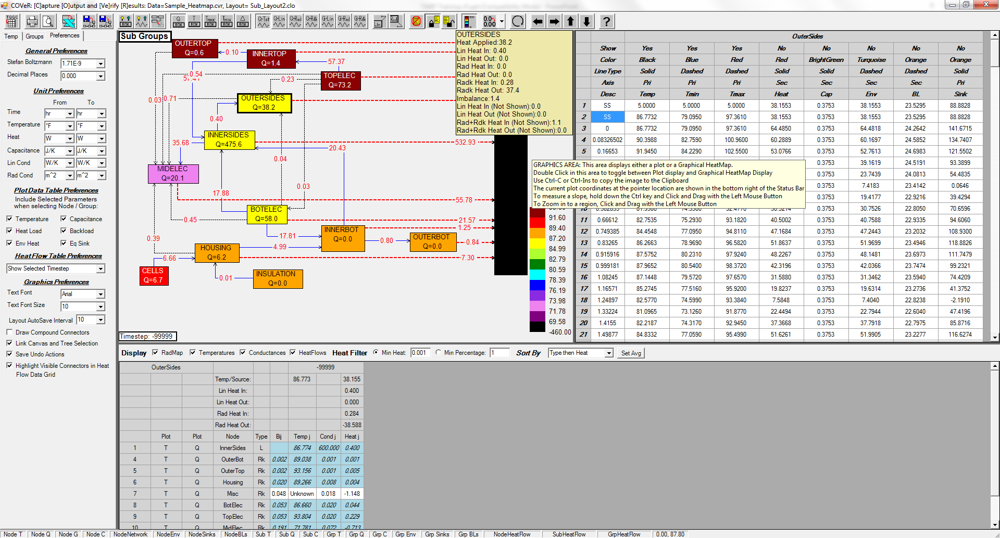 COVeR: [C]apture [O]utput and [Ve]rify [R]esults: Data=Sample_Heatmap.cvr, Layout= Sub_Layout2.clo
Temp Groups Preferences
General Preferences
Stefan Boltzmann 1.71E-9
Decimal Places 0.000
Unit Preferences
From To
Time hr hr
Temperature °F °F
Heat W W
Capacitance J/K J/K
Lin Cond W/K W/K
Rad Cond m^2 m^2
Plot Data Table Preferences
Include Selected Parameters
when selecting Node / Group:
Temperature Capacitance
Heat Load Backload
Env Heat Eq Sink
Heat Flow Table Preferences
Show Selected Timestep
Graphics Preferences
Text Font Arial
Text Font Size 10
Layout AutoSave Interval 10
Draw Compound Connectors
Link Canvas and Tree Selection
Save Undo Actions
Highlight Visible Connectors in Heat
Flow Data Grid
Sub Groups
OUTERTOP
Q=0.6
0.10
INNERTOP
Q=1.4
57.37
TOPELEC
Q=73.2
0.54
0.23
0.03
0.71
OUTERSIDES
Q=38.2
0.40
INNERSIDES
Q=475.6
35.68
532.93
20.43
MIDELEC
Q=20.1
0.04
0.03
17.88
55.78
BOTELEC
Q=58.0
0.45
21.57
1.25
17.81
INNERBOT
Q=0.0
0.80
OUTERBOT
Q=0.0
0.84
0.39
HOUSING
Q=6.2
4.99
7.30
6.66
CELLS
Q=6.7
0.01
INSULATION
Q=0.0
Timestep: -99999
OUTERSIDES
Heat Applied:38.2
Lin Heat In: 0.40
Lin Heat Out: 0.0
Rad Heat In: 0.0
Rad Heat Out: 0.0
Radk Heat In: 0.28
Radk Heat Out: 37.4
Imbalance:1.4
Lin Heat In (Not Shown):0.0
Lin Heat Out (Not Shown):0.0
Rad+Rdk Heat In (Not Shown):1.1
Rad+Rdk Heat Out (Not Shown):0.0
GRAPHICS AREA: This area displays either a plot or a Graphical HeatMap.
Double Click in this area to toggle between Plot display and Graphical HeatMap Display
Use Ctrl-C or Ctrl-Ins to copy the image to the Clipboard
The current plot coordinates at the pointer location are shown in the bottom right of the Status Bar
To measure a slope, hold down the Ctrl key and Click and Drag with the Left Mouse Button
To Zoom in to a region, Click and Drag with the Left Mouse Button
91.60
89.40
87.20
84.99
82.79
80.59
78.39
76.19
73.98
71.78
69.58
-460.00
OuterSides
Show Yes Yes Yes No No No No No
Color Black Blue Red Red BrightGreen Turquoise Orange Orange
Line Type Solid Dashed Dashed Solid Solid Dashed Dashed Solid
Axis Pri Pri Pri Sec Sec Sec Sec Pri
Desc Temp Tmin Tmax Heat Cap Env BL Sink
1 SS 5.0000 5.0000 5.0000 38.1553 0.3753 38.1553 23.5295 88.8828
2 SS 86.7732 79.0950 97.3610 38.1553 0.3753 38.1553 23.5295 88.8828
3 0 86.7732 79.0950 97.3610 64.4850 0.3753 64.4818 24.2642 141.6715
4 0.08326502 90.3988 82.7590 100.9600 60.2889 0.3753 60.1697 24.5852 134.7407
5 0.16653 91.9450 84.2290 102.5500 53.0766 0.3753 52.7613 24.6983 121.5502
39.1619 24.5191 93.3899
23.7439 24.0813 54.4835
7.4183 23.4142 0.0646
19.4177 22.9216 39.4294
30.7526 22.8050 70.6596
11 0.66612 82.7535 75.2930 93.1820 40.5002 0.3753 40.7588 22.9335 94.6060
12 0.749385 84.4548 77.0950 94.8110 47.1684 0.3753 47.2443 23.2032 108.9300
13 0.83265 86.2663 78.9690 96.5820 51.8637 0.3753 51.9699 23.4946 118.8826
14 0.915916 87.5752 80.2310 97.9240 48.2267 0.3753 48.1481 23.6973 111.7479
15 0.999181 87.9652 80.5400 98.3720 42.3196 0.3753 42.0366 23.7474 99.2321
16 1.08245 87.1448 79.5720 97.6570 31.5880 0.3753 31.3462 23.5940 74.4209
17 1.16571 85.2745 77.5160 95.9200 19.8237 0.3753 19.6314 23.2736 41.3752
18 1.24897 82.5770 74.5990 93.3840 7.5848 0.3753 7.4040 22.8238 -2.1910
19 1.33224 81.0965 73.1260 91.8770 22.4494 0.3753 22.7944 22.6040 47.4196
20 1.4155 82.2187 74.3170 92.9450 37.3668 0.3753 37.7918 22.7975 85.8716
21 1.49877 84.8332 77.0590 95.4990 51.6261 0.3753 51.9905 23.2277 116.6274
Display RadMap Temperatures Conductances HeatFlows Heat Filter Min Heat: 0.001 Min Percentage: 1 Sort By Type then Heat Set Avg
OuterSides -99999
Temp/Source: 86.773 38.155
Lin Heat In: 0.400
Lin Heat Out: 0.000
Rad Heat In: 0.284
Rad Heat Out: -38.588
Plot Plot Node Type Bij Temp j Cond j Heat j
1 T Q InnerSides L 86.774 600.000 0.400
4 T Q OuterBot Rk 0.002 89.038 0.001 0.001
5 T Q OuterTop Rk 0.002 93.156 0.001 0.005
6 T Q Housing Rk 0.020 89.266 0.008 0.004
7 T Q Misc Rk 0.048 Unknown 0.018 -1.148
8 T Q BotElec Rk 0.053 86.660 0.020 0.044
9 T Q TopElec Rk 0.053 93.804 0.020 0.229
10 T Q MidElec Rk 0.191 71.781 0.072 -0.713
Node T Node Q Node G Node C NodeNetwork NodeEnv NodeSinks NodeBLs Sub T Sub Q Sub C Grp T Grp Q Grp C Grp Env Grp Sinks Grp BLs NodeHeatFlow SubHeatFlow GrpHeatFlow 0.00, 87.80